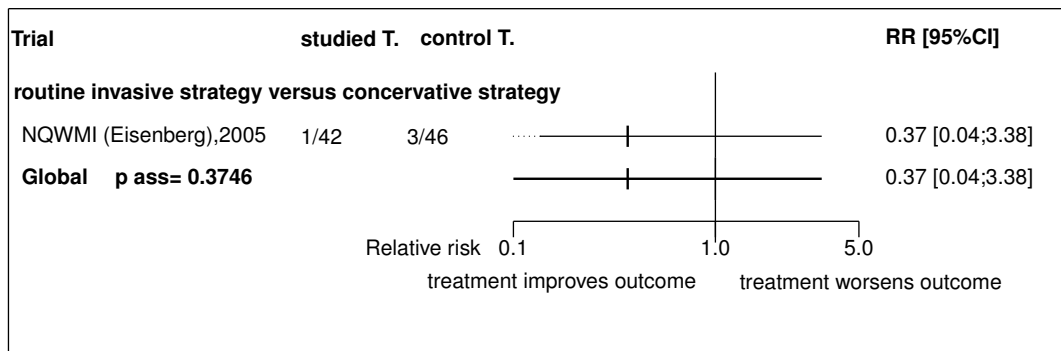 Trial studied T. control T. RR [95%CI]
routine invasive strategy versus concervative strategy
NQWMI (Eisenberg),2005 1/42 3/46 0.37 [0.04;3.38]
Global p ass= 0.3746 0.37 [0.04;3.38]
Relative risk 0.1 1.0 5.0
treatment improves outcome treatment worsens outcome